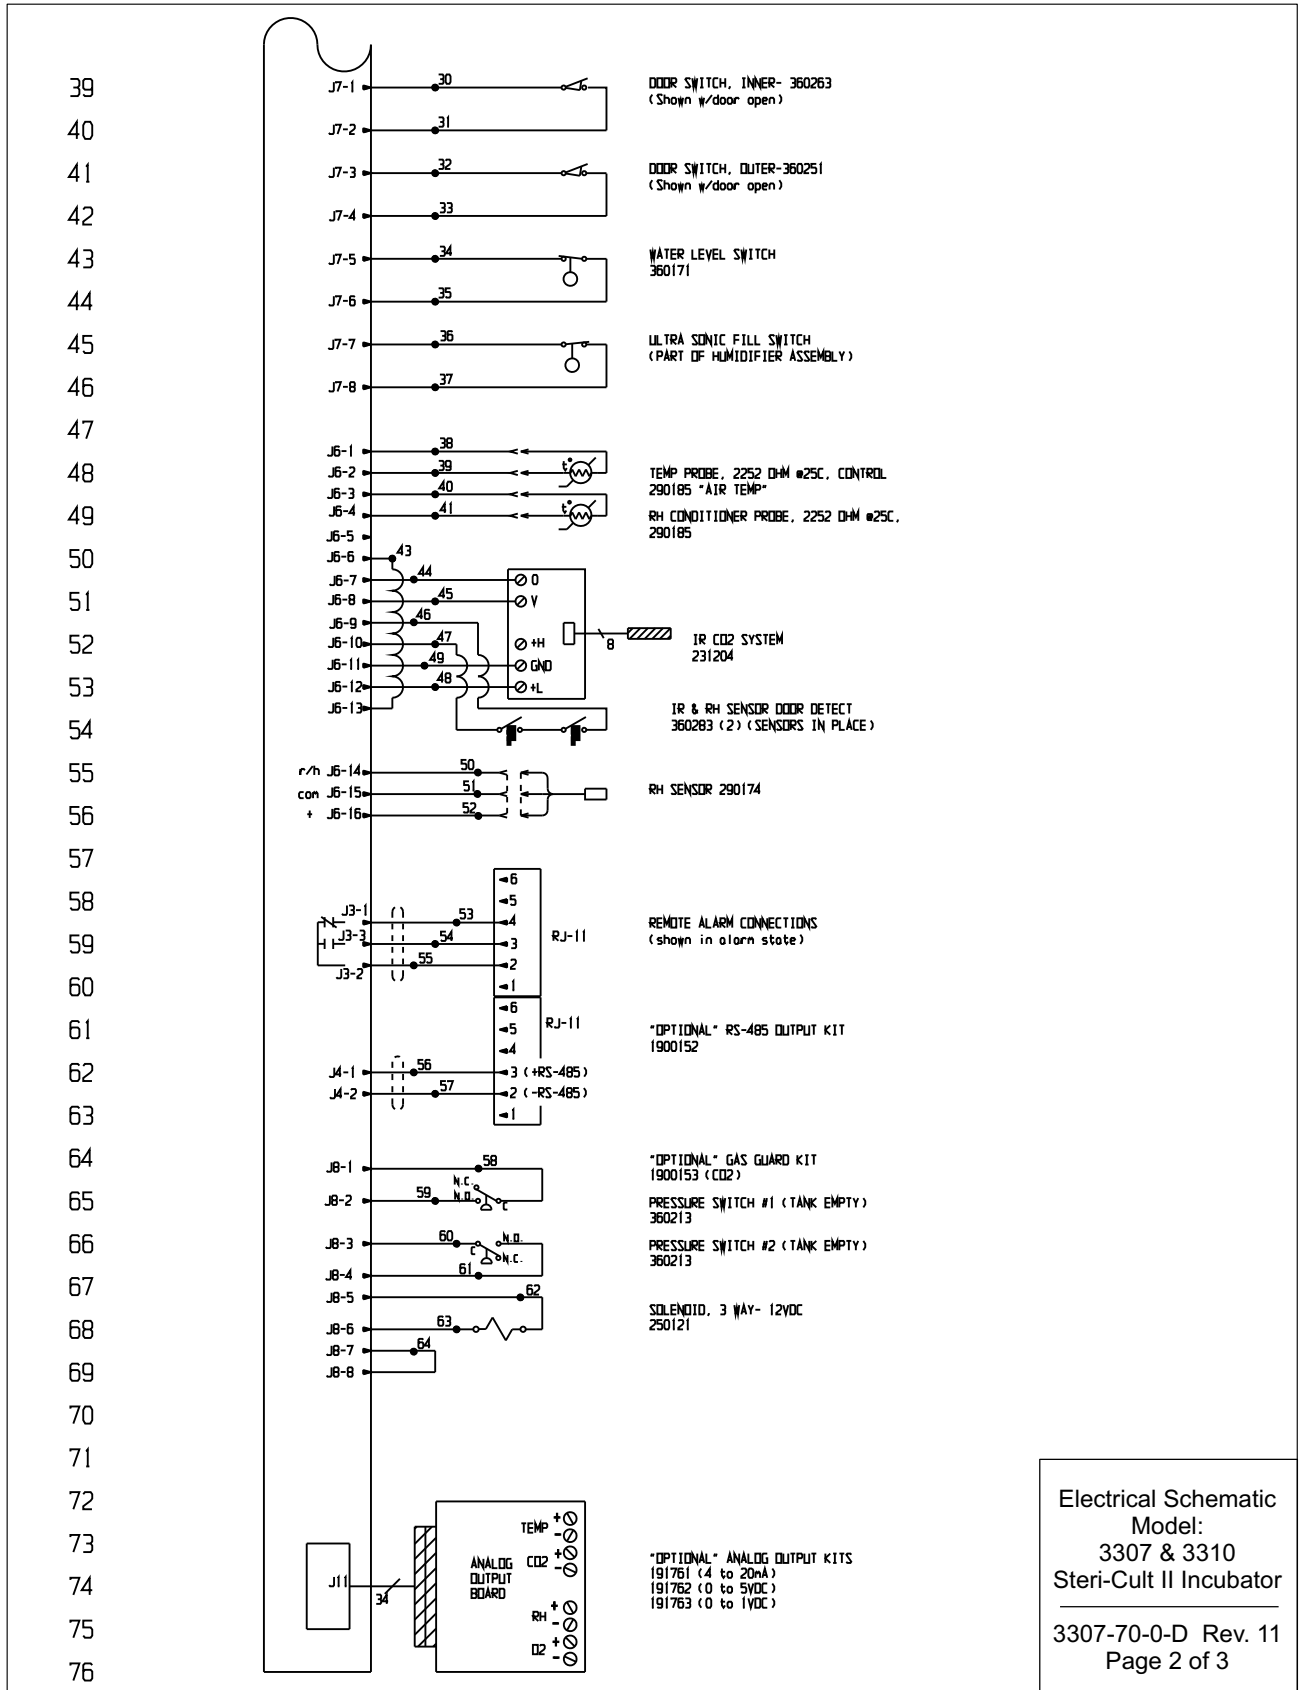 39 J7-1 30 DOOR SWITCH, INNER- 360263
(Shown w/door open)
40 J7-2 31
41 J7-3 32 DOOR SWITCH, OUTER-360251
(Shown w/door open)
42 J7-4 33
43 J7-5 34 WATER LEVEL SWITCH
360171
44 J7-6 35
45 J7-7 36 ULTRA SONIC FILL SWITCH
(PART OF HUMIDIFIER ASSEMBLY)
46 J7-8 37
47
J6-1 38
48 J6-2 39 t° TEMP PROBE, 2252 OHM @25C, CONTROL
J6-3 40 290185 "AIR TEMP"
49 J6-4 41 t° RH CONDITIONER PROBE, 2252 OHM @25C,
290185
J6-5
50 J6-6 43
J6-7 44 O
51 J6-8 45 V
J6-9 46
52 J6-10 47 +H 8 IR CO2 SYSTEM
231204
J6-11 49 GND
53 J6-12 48 +L
J6-13 IR & RH SENSOR DOOR DETECT
54 360283 (2) (SENSORS IN PLACE)
55 r/h J6-14 50
com J6-15 51 RH SENSOR 290174
56 + J6-16 52
57
6
58 5
J3-1 53 4 REMOTE ALARM CONNECTIONS
59 J3-3 54 3 RJ-11 (shown in alarm state)
J3-2 55 2
60 1
6
61 5 RJ-11 "OPTIONAL" RS-485 OUTPUT KIT
1900152
4
62 J4-1 56 3 (+RS-485)
J4-2 57 2 (-RS-485)
63 1
64 J8-1 58 "OPTIONAL" GAS GUARD KIT
1900153 (CO2)
N.C.
65 J8-2 59 N.O. C PRESSURE SWITCH #1 (TANK EMPTY)
360213
66 J8-3 60 N.O. PRESSURE SWITCH #2 (TANK EMPTY)
C N.C. 360213
J8-4 61
67 J8-5 62
SOLENOID, 3 WAY- 12VDC
68 J8-6 63 250121
J8-7 64
69 J8-8
70
71
72
TEMP +
-
73
ANALOG CO2 + "OPTIONAL" ANALOG OUTPUT KITS
74 J11 34 OUTPUT - 191761 (4 to 20mA)
BOARD 191762 (0 to 5VDC)
191763 (0 to 1VDC)
75 RH +
-
O2 +
76 -
Electrical Schematic
Model:
3307 & 3310
Steri-Cult II Incubator
3307-70-0-D Rev. 11
Page 2 of 3